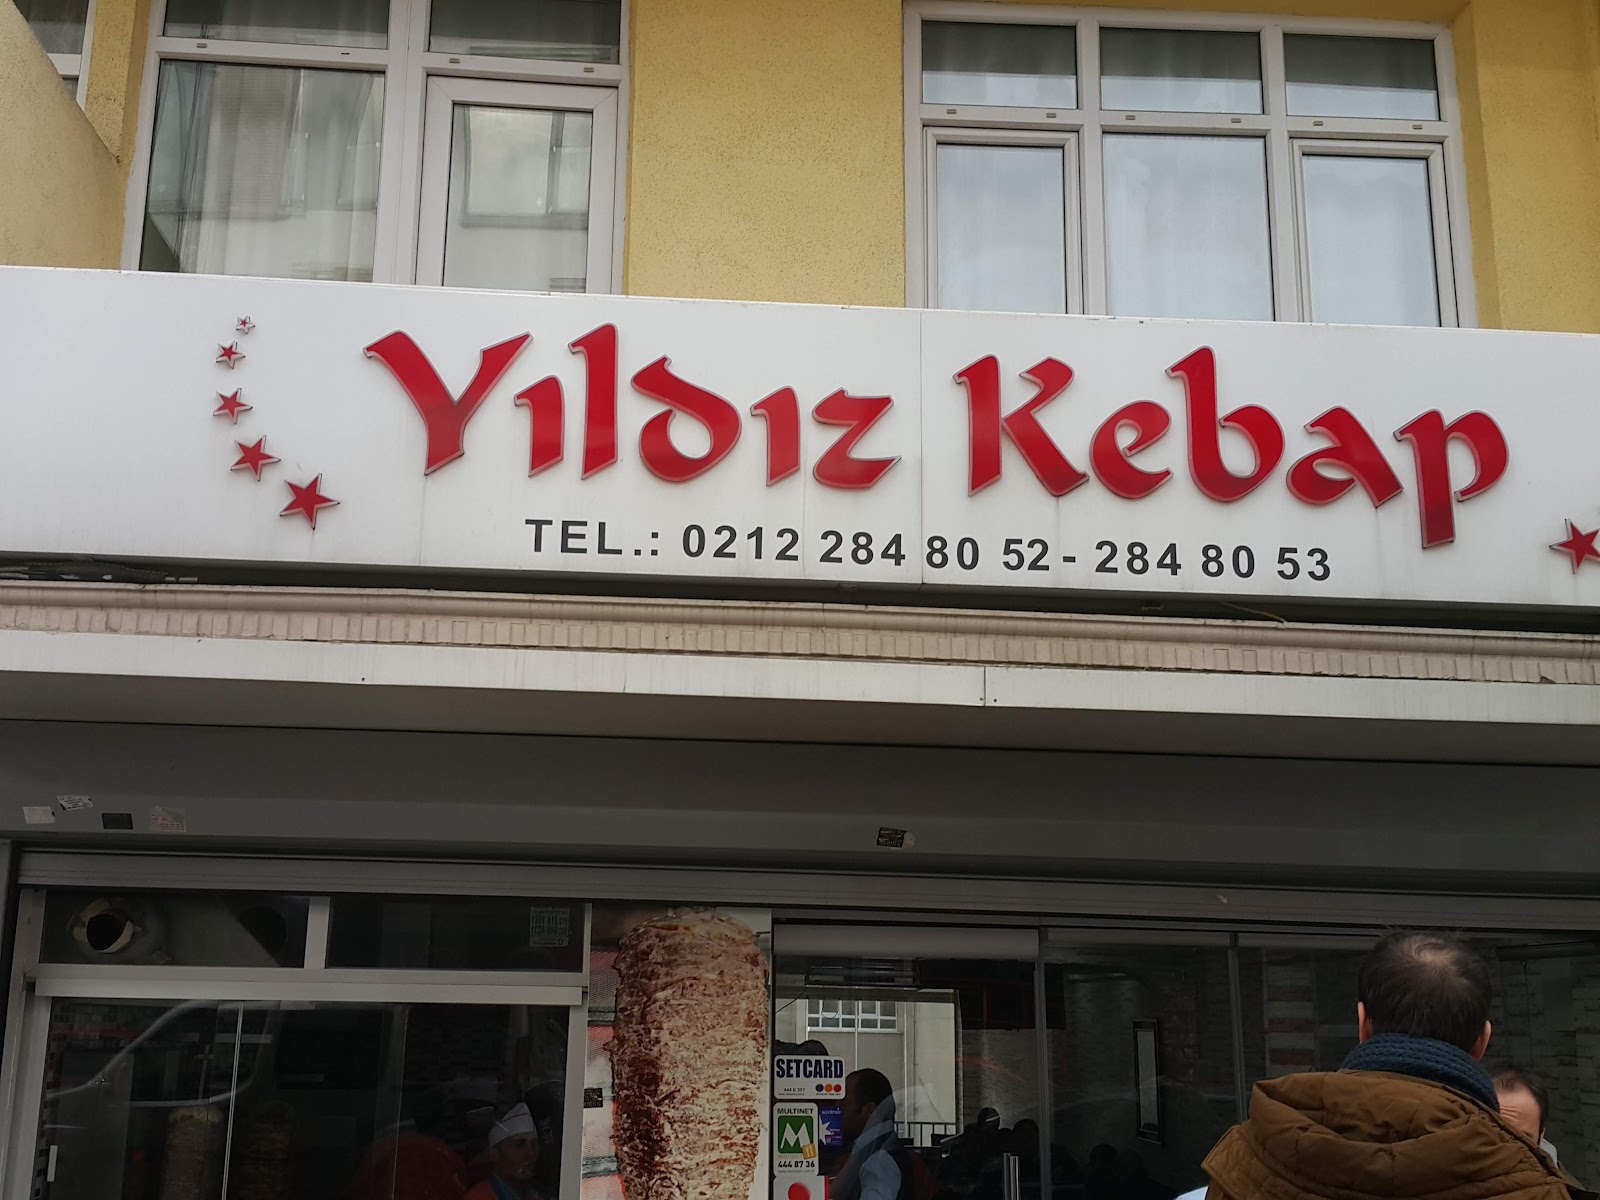 Yıldız Kebap
TEL.: 0212 284 80 52 - 284 80 53
SETCARD
MULTINET
M
444 87 36